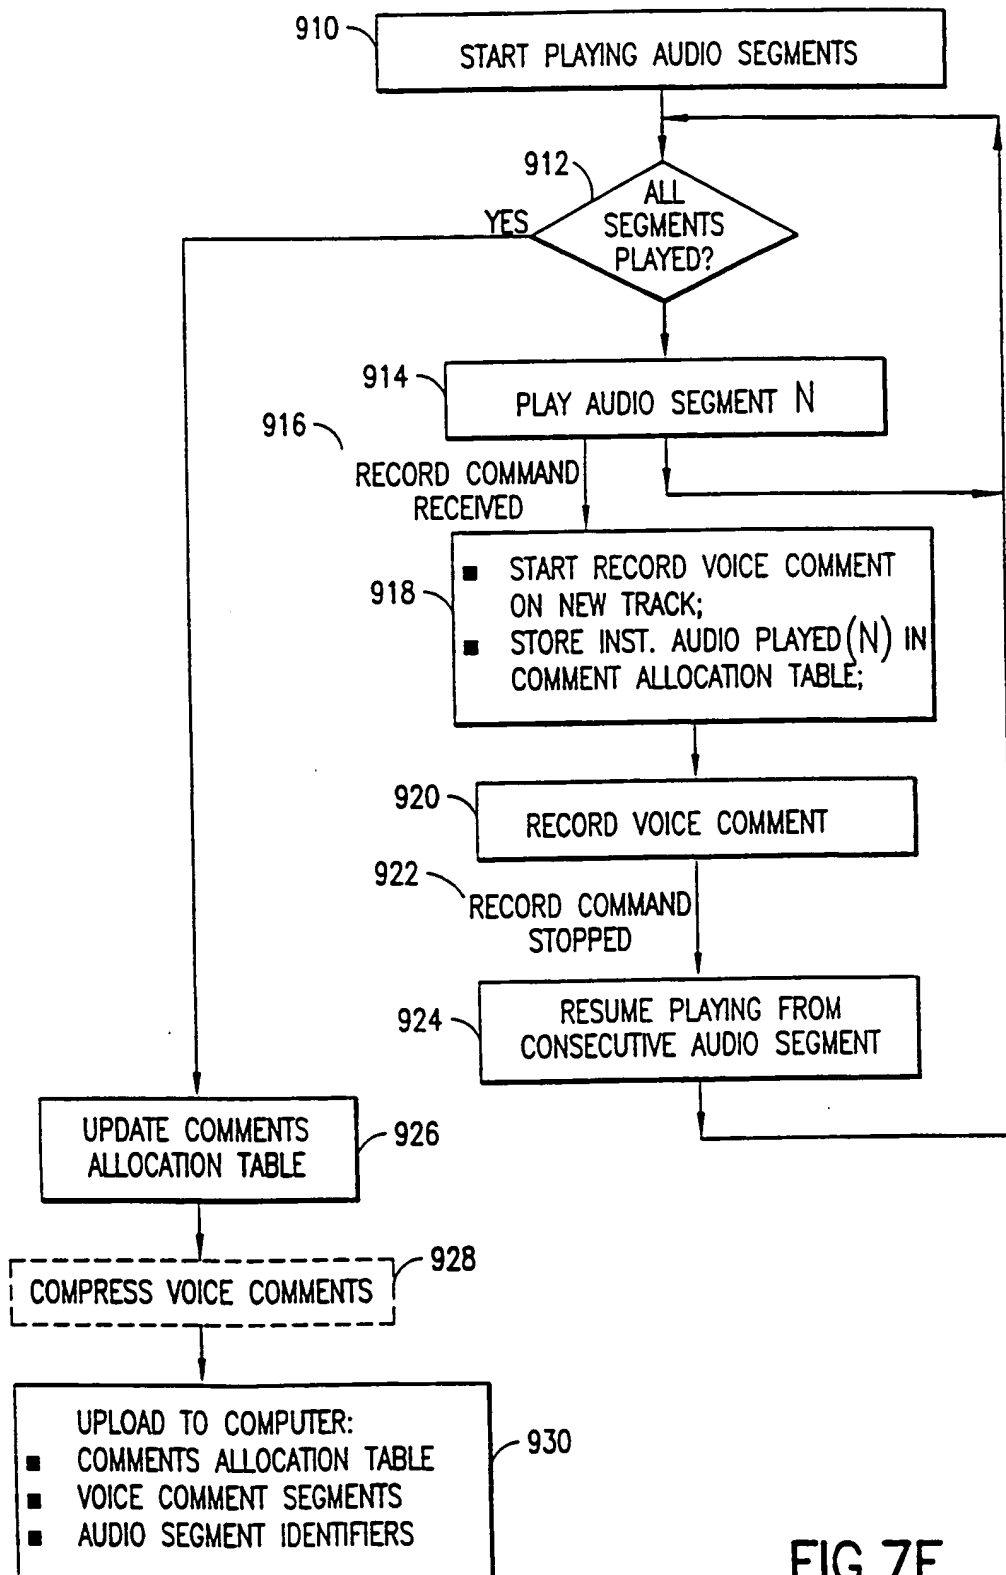 910
START PLAYING AUDIO SEGMENTS
912
ALL
SEGMENTS
PLAYED?
YES
914
PLAY AUDIO SEGMENT N
916
RECORD COMMAND
RECEIVED
918
■ START RECORD VOICE COMMENT
ON NEW TRACK;
■ STORE INST. AUDIO PLAYED(N) IN
COMMENT ALLOCATION TABLE;
920
RECORD VOICE COMMENT
922
RECORD COMMAND
STOPPED
924
RESUME PLAYING FROM
CONSECUTIVE AUDIO SEGMENT
UPDATE COMMENTS
ALLOCATION TABLE
926
COMPRESS VOICE COMMENTS
928
UPLOAD TO COMPUTER:
■ COMMENTS ALLOCATION TABLE
■ VOICE COMMENT SEGMENTS
■ AUDIO SEGMENT IDENTIFIERS
930